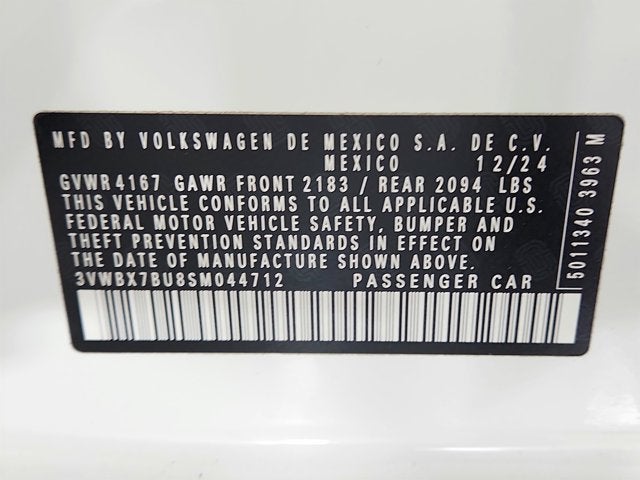 MFD BY VOLKSWAGEN DE MEXICO S.A. DE C.V.
MEXICO 12/24
GVWR 4167 GAWR FRONT 2183 / REAR 2094 LBS
THIS VEHICLE CONFORMS TO ALL APPLICABLE U.S.
FEDERAL MOTOR VEHICLE SAFETY, BUMPER AND
THEFT PREVENTION STANDARDS IN EFFECT ON
THE DATE OF MANUFACTURE SHOWN ABOVE.
3VWBX7BU8SM044712 PASSENGER CAR
5011340 3963 M